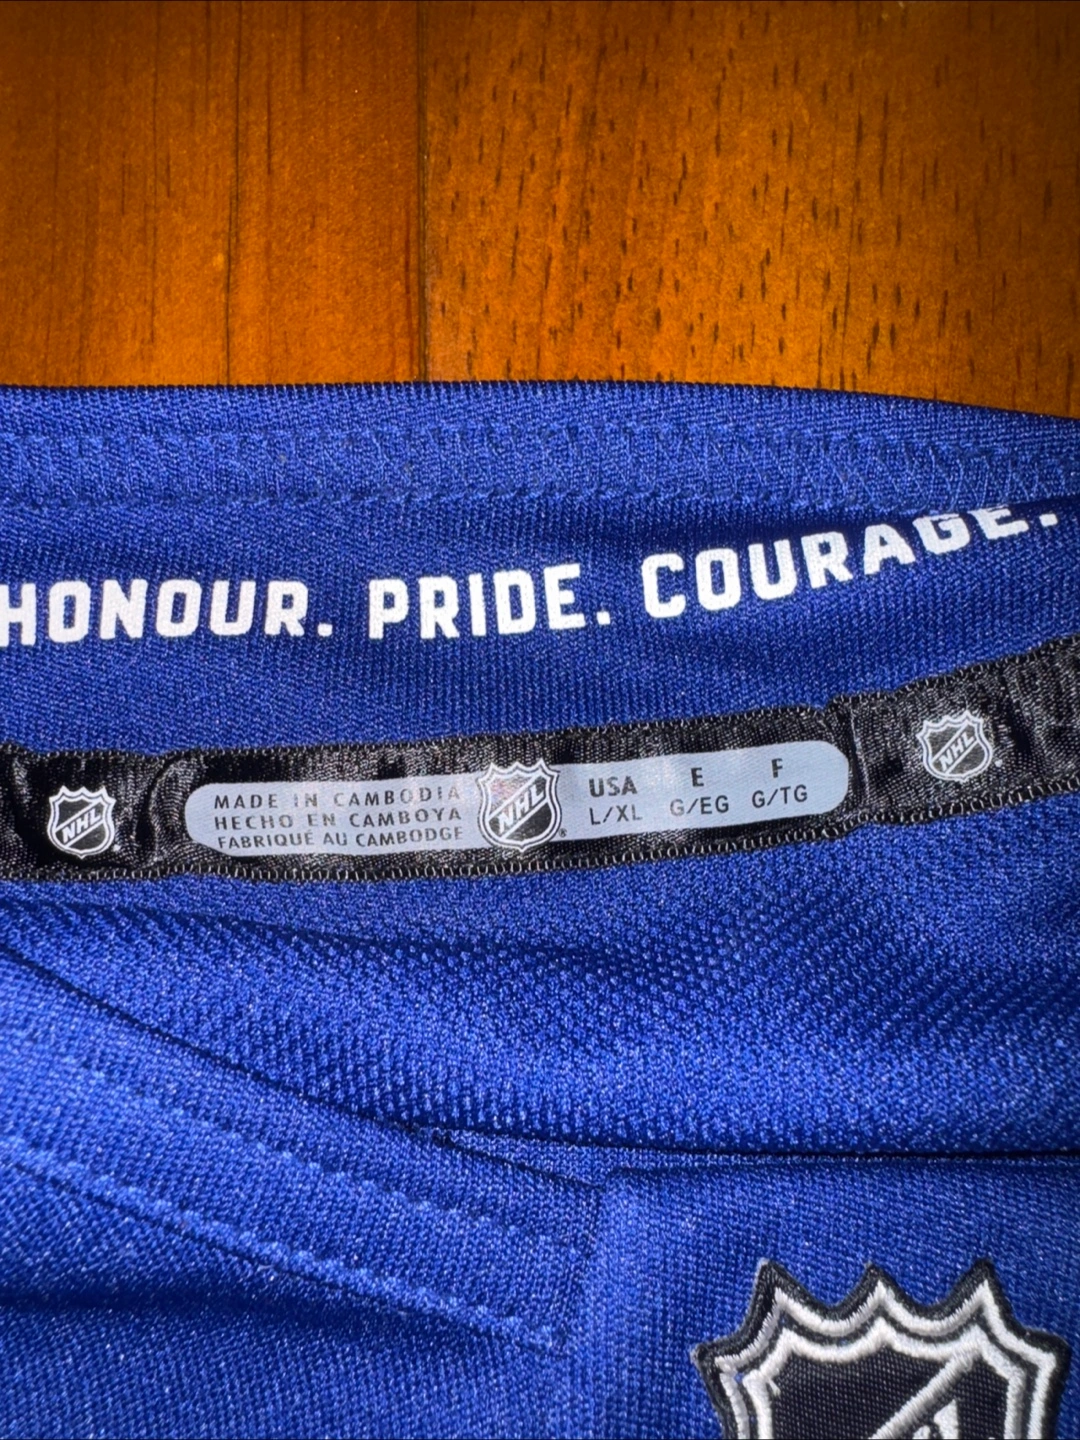 HONOUR. PRIDE. COURAGE.
NHL
MADE IN CAMBODIA
HECHO EN CAMBOYA
FABRIQUÉ AU CAMBODGE
NHL
®
USA E F
L/XL G/EG G/TG
NHL